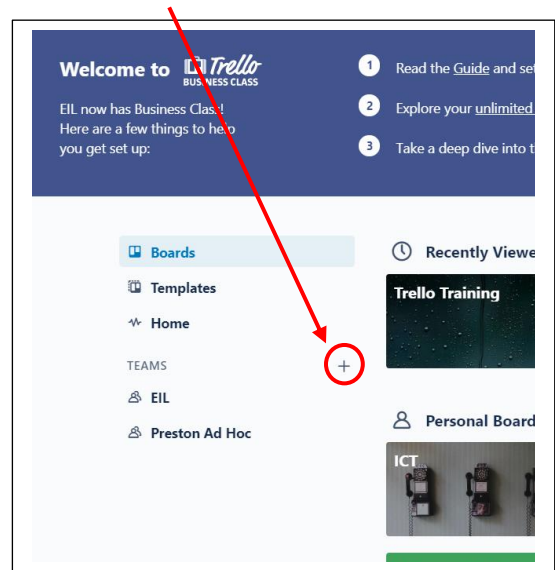 Welcome to Trello
BUSINESS CLASS
EIL now has Business Class!
Here are a few things to help
you get set up:
1 Read the Guide and set
2 Explore your unlimited
3 Take a deep dive into t
Boards
Templates
Home
TEAMS +
EIL
Preston Ad Hoc
Recently Viewe
Trello Training
Personal Board
ICT